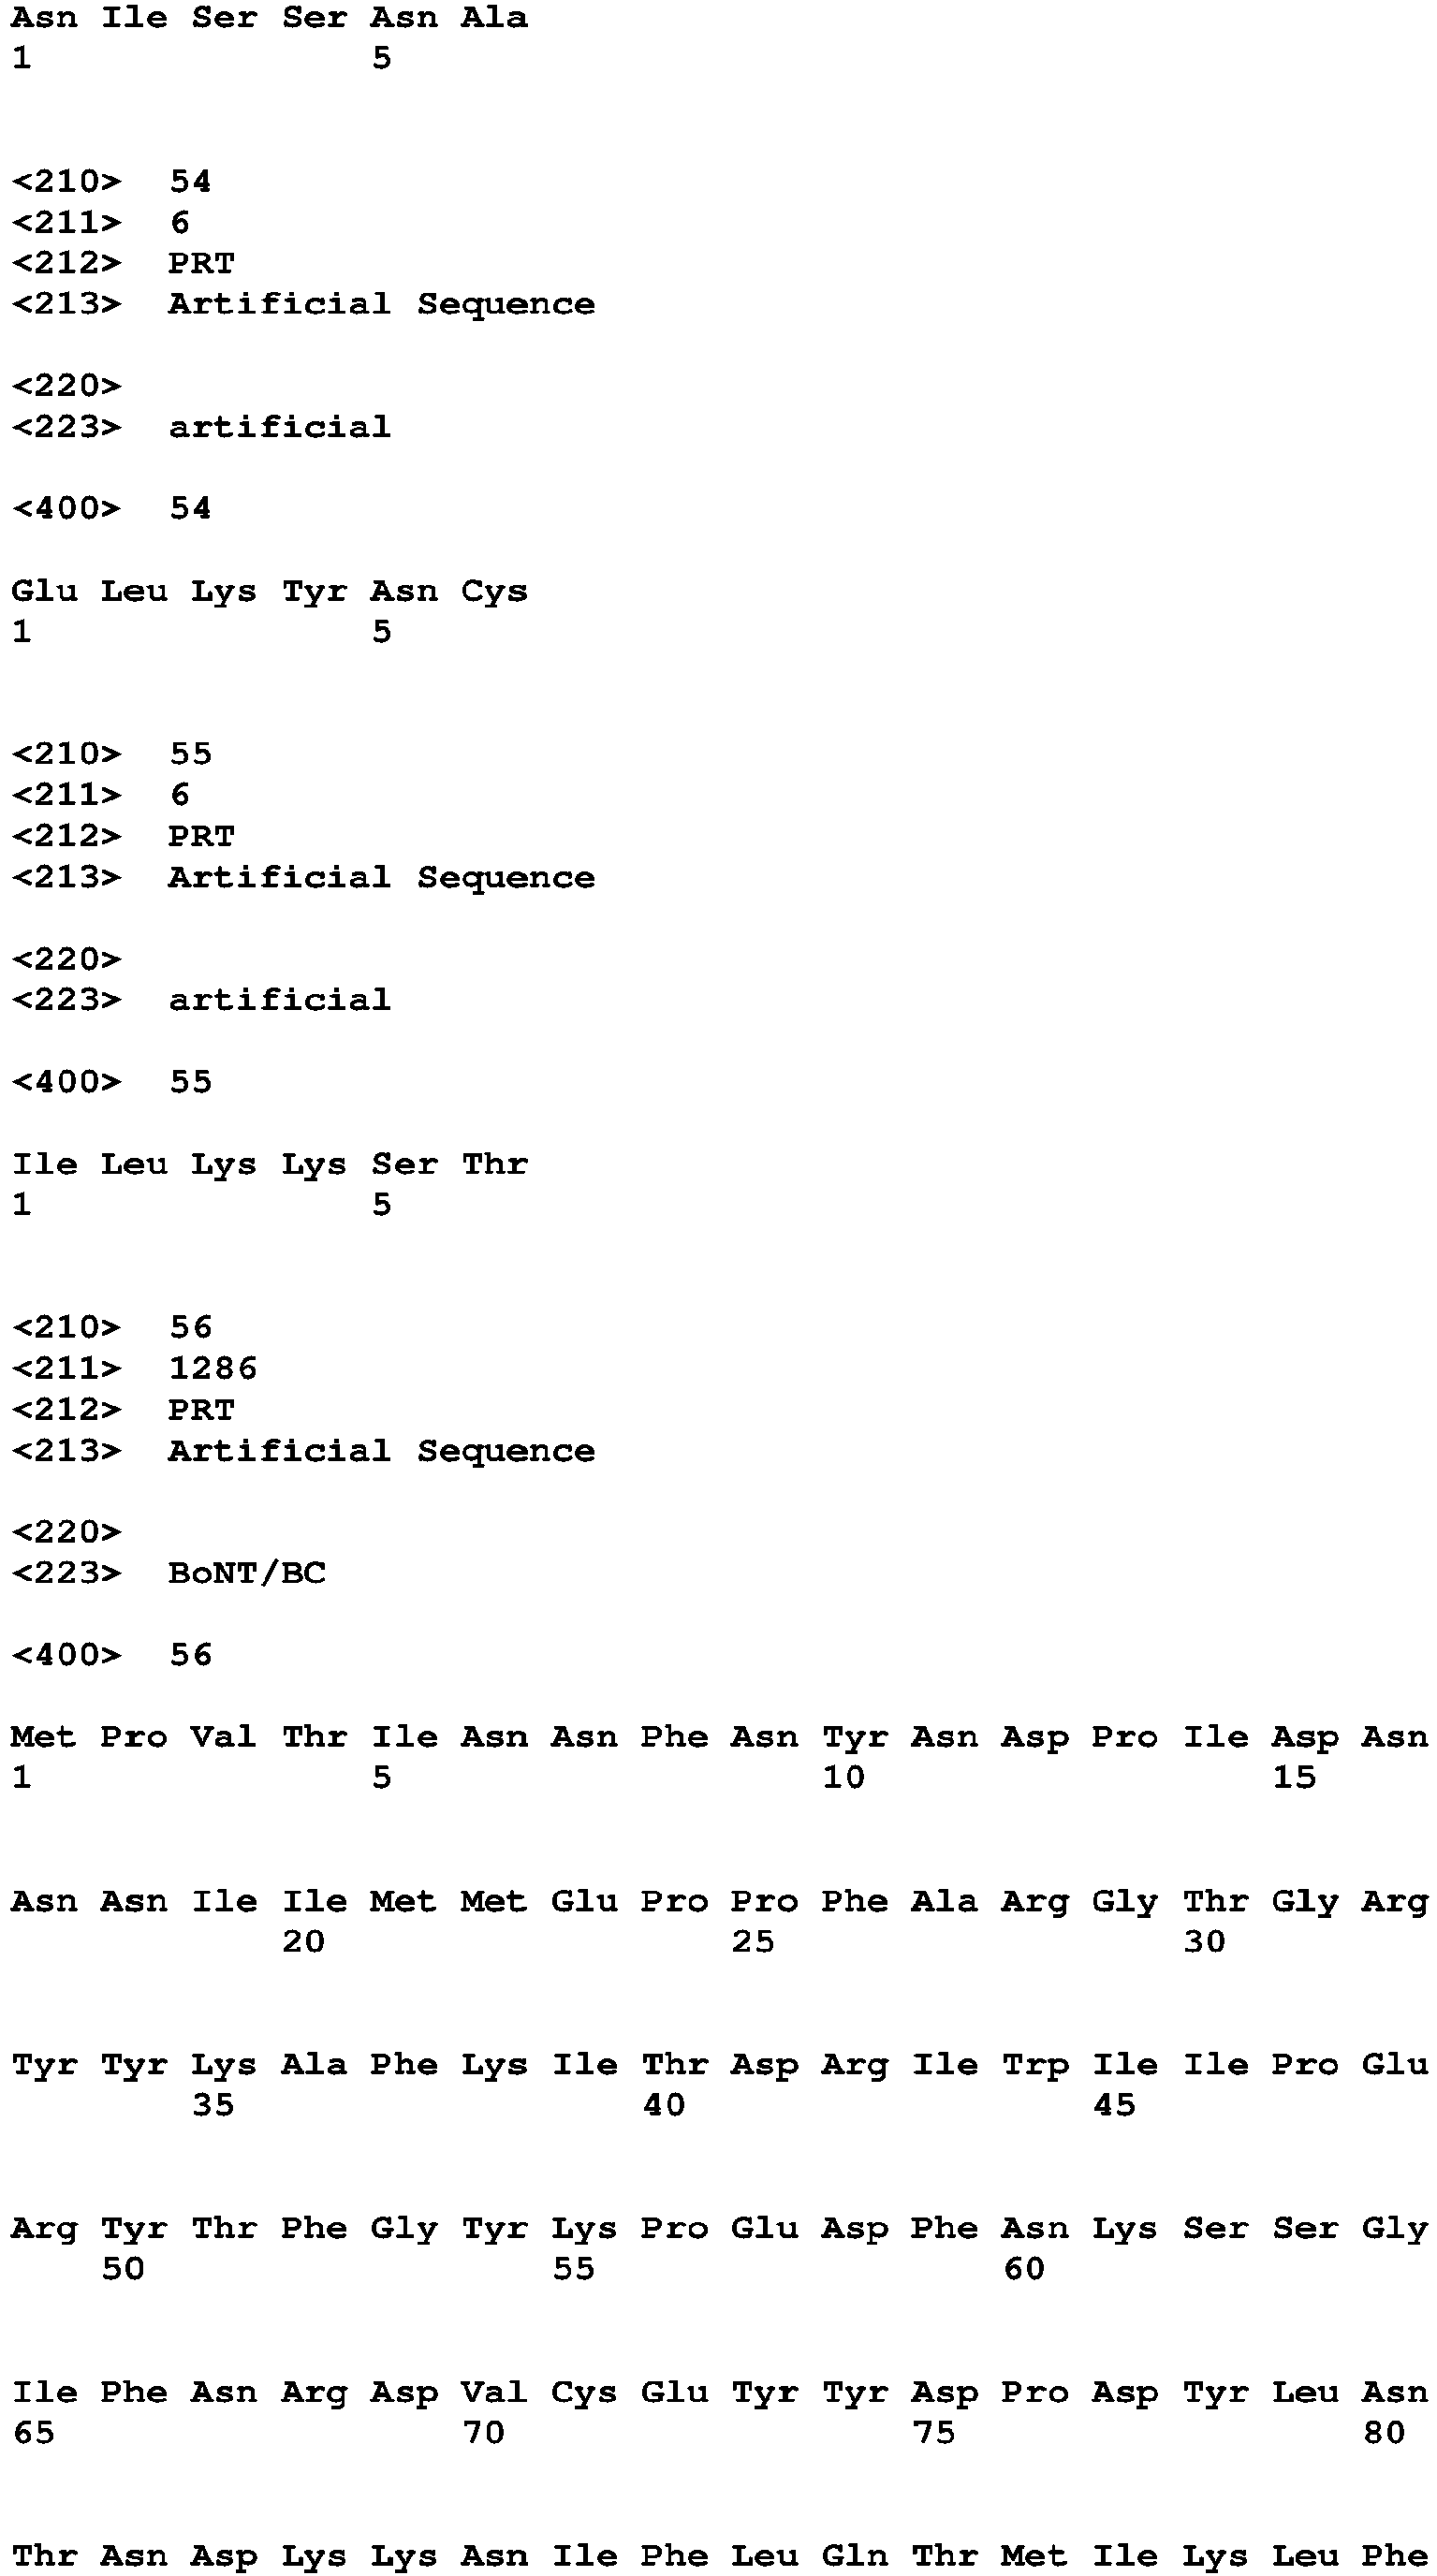 Asn Ile Ser Ser Asn Ala
1 5
<210> 54
<211> 6
<212> PRT
<213> Artificial Sequence
<220>
<223> artificial
<400> 54
Glu Leu Lys Tyr Asn Cys
1 5
<210> 55
<211> 6
<212> PRT
<213> Artificial Sequence
<220>
<223> artificial
<400> 55
Ile Leu Lys Lys Ser Thr
1 5
<210> 56
<211> 1286
<212> PRT
<213> Artificial Sequence
<220>
<223> BoNT/BC
<400> 56
Met Pro Val Thr Ile Asn Asn Phe Asn Tyr Asn Asp Pro Ile Asp Asn
1 5 10 15
Asn Asn Ile Ile Met Met Glu Pro Pro Phe Ala Arg Gly Thr Gly Arg
20 25 30
Tyr Tyr Lys Ala Phe Lys Ile Thr Asp Arg Ile Trp Ile Ile Pro Glu
35 40 45
Arg Tyr Thr Phe Gly Tyr Lys Pro Glu Asp Phe Asn Lys Ser Ser Gly
50 55 60
Ile Phe Asn Arg Asp Val Cys Glu Tyr Tyr Asp Pro Asp Tyr Leu Asn
65 70 75 80
Thr Asn Asp Lys Lys Asn Ile Phe Leu Gln Thr Met Ile Lys Leu Phe